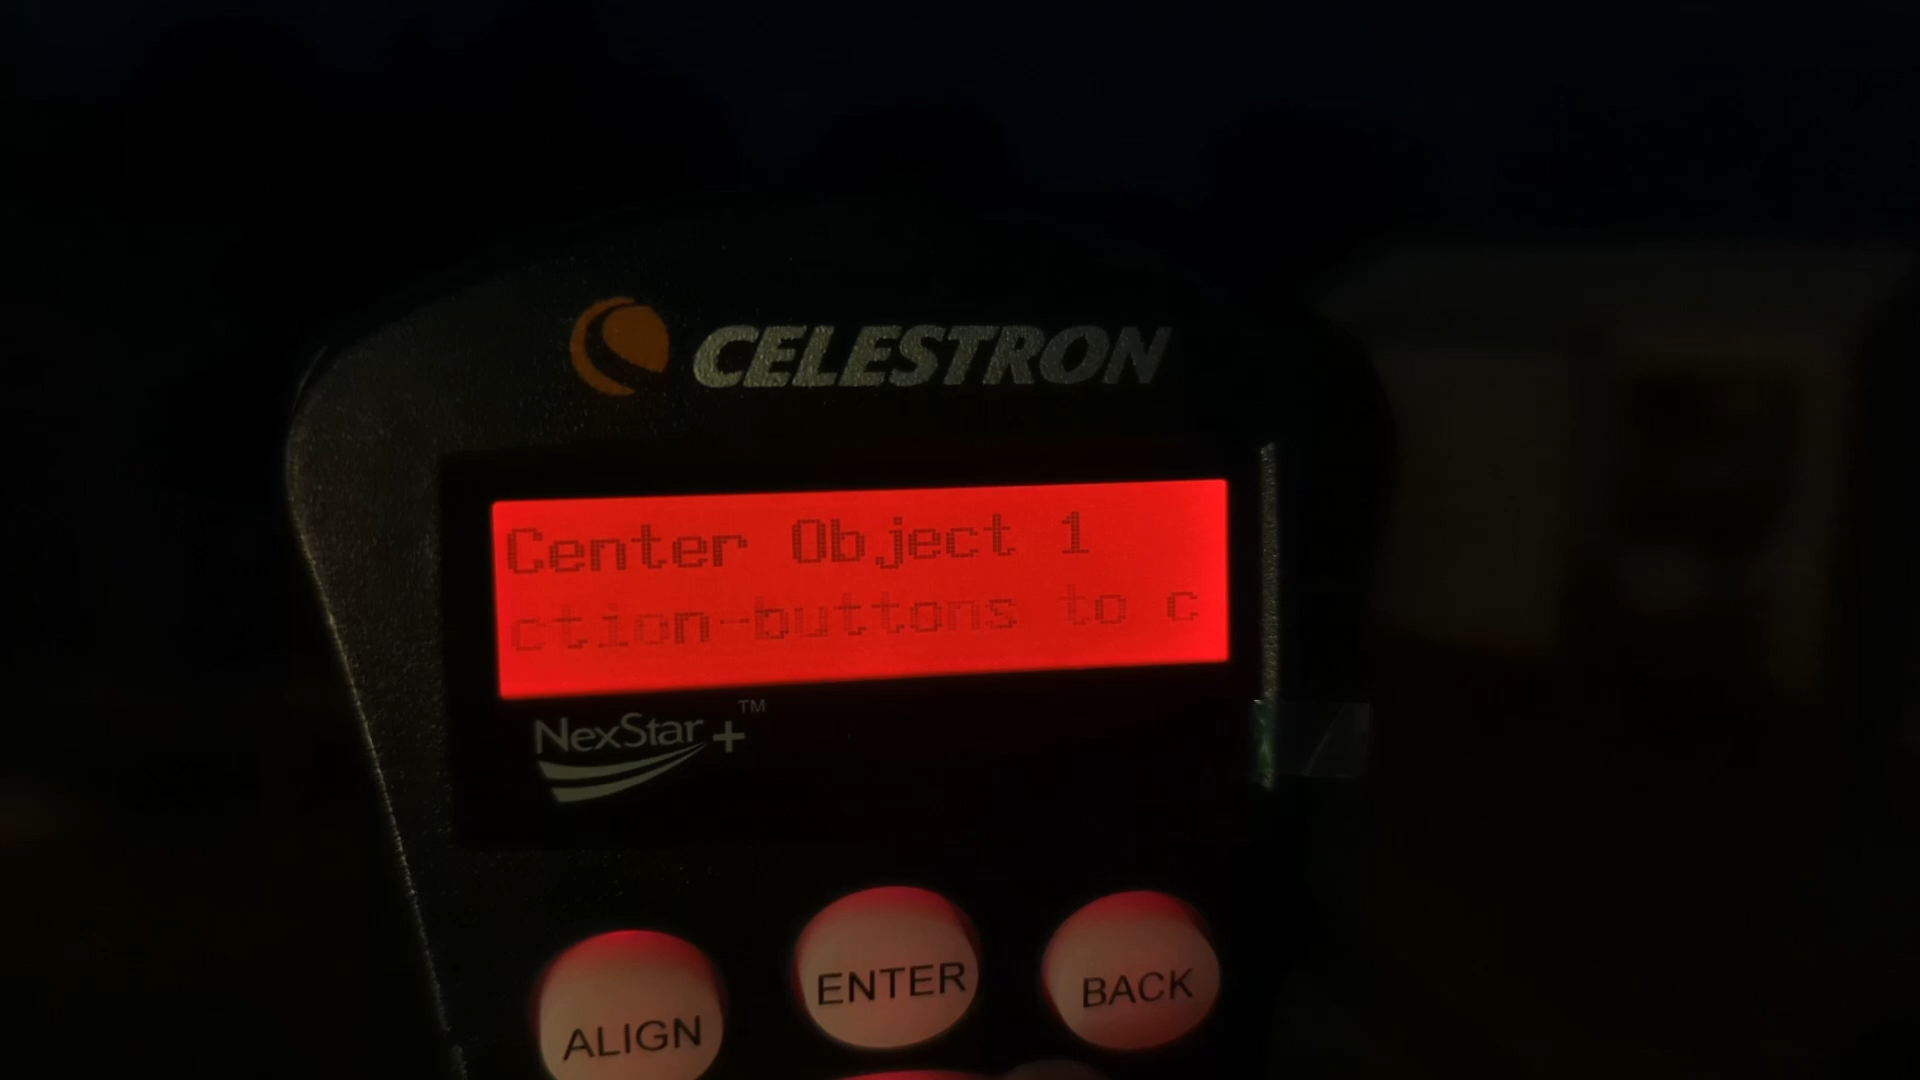 CELESTRON
Center Object 1
ction-buttons to c
NexStar+™
ALIGN
ENTER
BACK